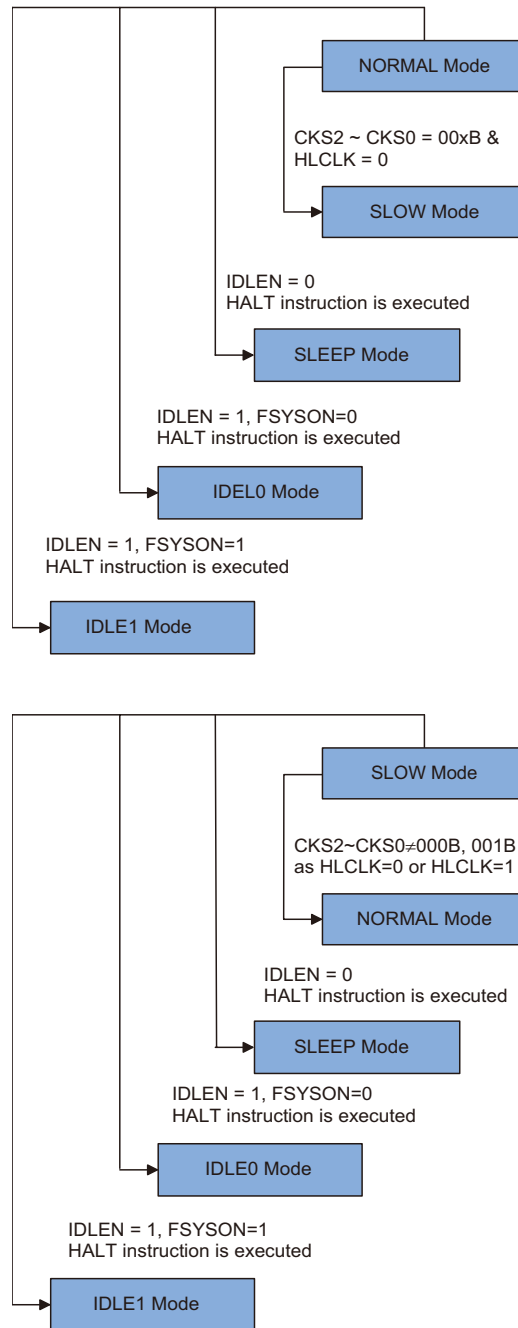 NORMAL Mode
CKS2 ~ CKS0 = 00xB &
HLCLK = 0
SLOW Mode
IDLEN = 0
HALT instruction is executed
SLEEP Mode
IDLEN = 1, FSYSON=0
HALT instruction is executed
IDEL0 Mode
IDLEN = 1, FSYSON=1
HALT instruction is executed
IDLE1 Mode
SLOW Mode
CKS2~CKS0≠000B, 001B
as HLCLK=0 or HLCLK=1
NORMAL Mode
IDLEN = 0
HALT instruction is executed
SLEEP Mode
IDLEN = 1, FSYSON=0
HALT instruction is executed
IDLE0 Mode
IDLEN = 1, FSYSON=1
HALT instruction is executed
IDLE1 Mode